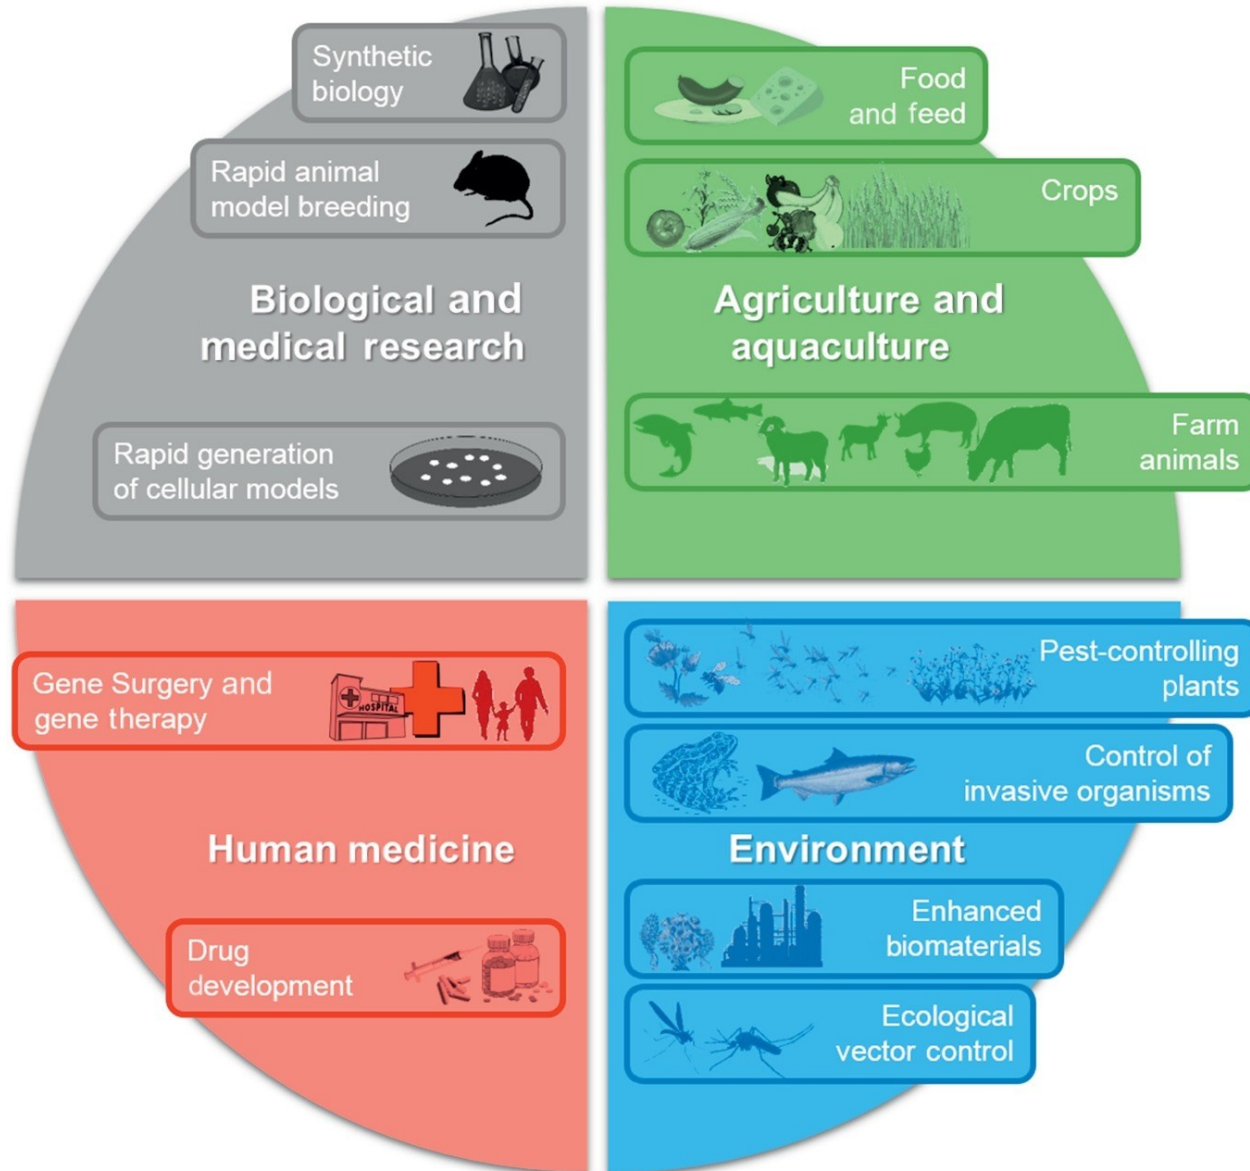 Synthetic
biology
Rapid animal
model breeding
Biological and
medical research
Rapid generation
of cellular models
Food
and feed
Crops
Agriculture and
aquaculture
Farm
animals
Gene Surgery and
gene therapy
HOSPITAL
Human medicine
Drug
development
Pest-controlling
plants
Control of
invasive organisms
Environment
Enhanced
biomaterials
Ecological
vector control